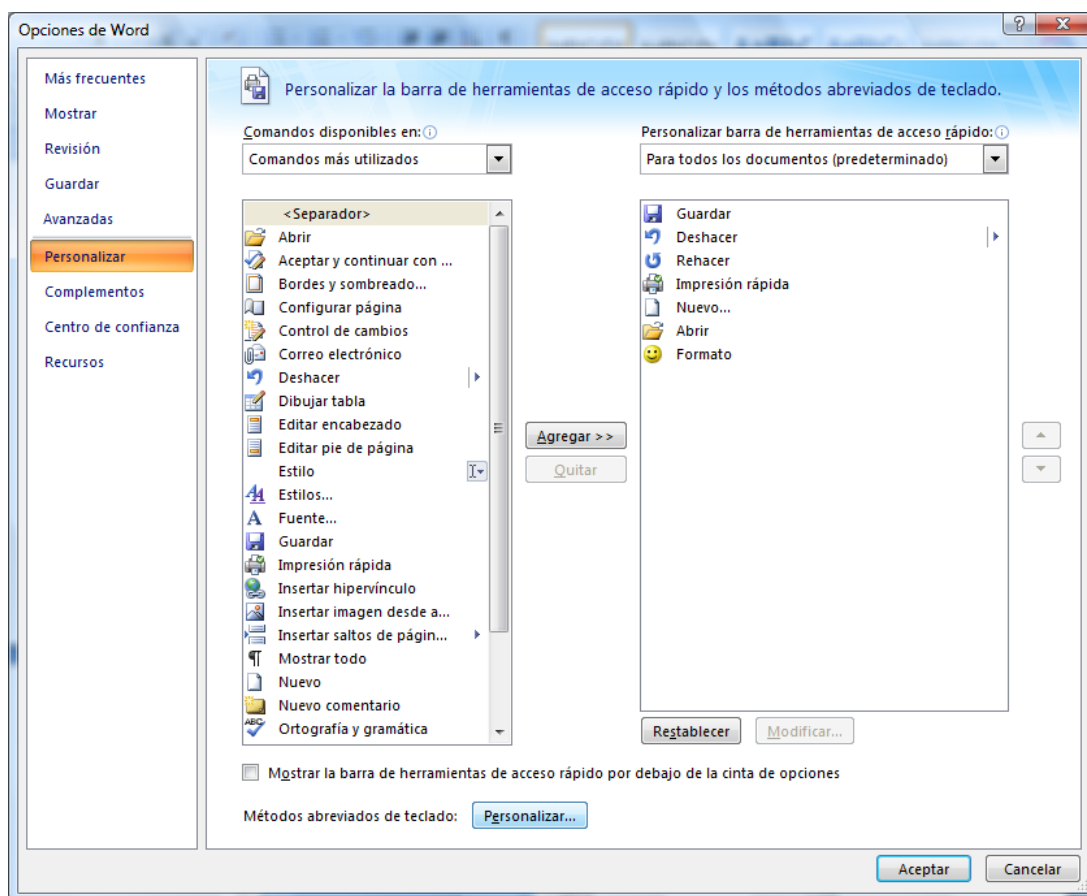 Opciones de Word
Más frecuentes
Mostrar
Revisión
Guardar
Avanzadas
Personalizar
Complementos
Centro de confianza
Recursos
Personalizar la barra de herramientas de acceso rápido y los métodos abreviados de teclado.
Comandos disponibles en:
Comandos más utilizados
<Separador>
Abrir
Aceptar y continuar con ...
Bordes y sombreado...
Configurar página
Control de cambios
Correo electrónico
Deshacer
Dibujar tabla
Editar encabezado
Editar pie de página
Estilo
Estilos...
Fuente...
Guardar
Impresión rápida
Insertar hipervínculo
Insertar imagen desde a...
Insertar saltos de págin...
Mostrar todo
Nuevo
Nuevo comentario
Ortografía y gramática
Agregar >>
Quitar
Personalizar barra de herramientas de acceso rápido:
Para todos los documentos (predeterminado)
Guardar
Deshacer
Rehacer
Impresión rápida
Nuevo...
Abrir
Formato
Restablecer
Modificar...
Mostrar la barra de herramientas de acceso rápido por debajo de la cinta de opciones
Métodos abreviados de teclado:
Personalizar...
Aceptar
Cancelar